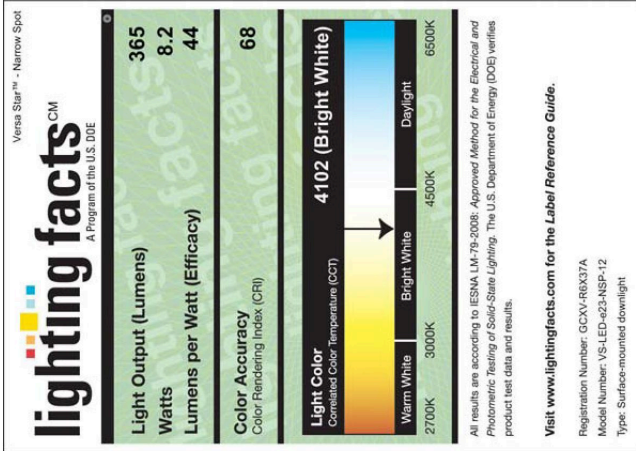 Versa Star™ - Narrow Spot
lighting facts℠
A Program of the U.S. DOE
Light Output (Lumens) 365
Watts 8.2
Lumens per Watt (Efficacy) 44
Color Accuracy 68
Color Rendering Index (CRI)
Light Color 4102 (Bright White)
Correlated Color Temperature (CCT)
Warm White Bright White Daylight
2700K 3000K 4500K 6500K
All results are according to IESNA LM-79-2008: Approved Method for the Electrical and
Photometric Testing of Solid-State Lighting. The U.S. Department of Energy (DOE) verifies
product test data and results.
Visit www.lightingfacts.com for the Label Reference Guide.
Registration Number: GCXV-R6X37A
Model Number: VS-LED-e23-NSP-12
Type: Surface-mounted downlight